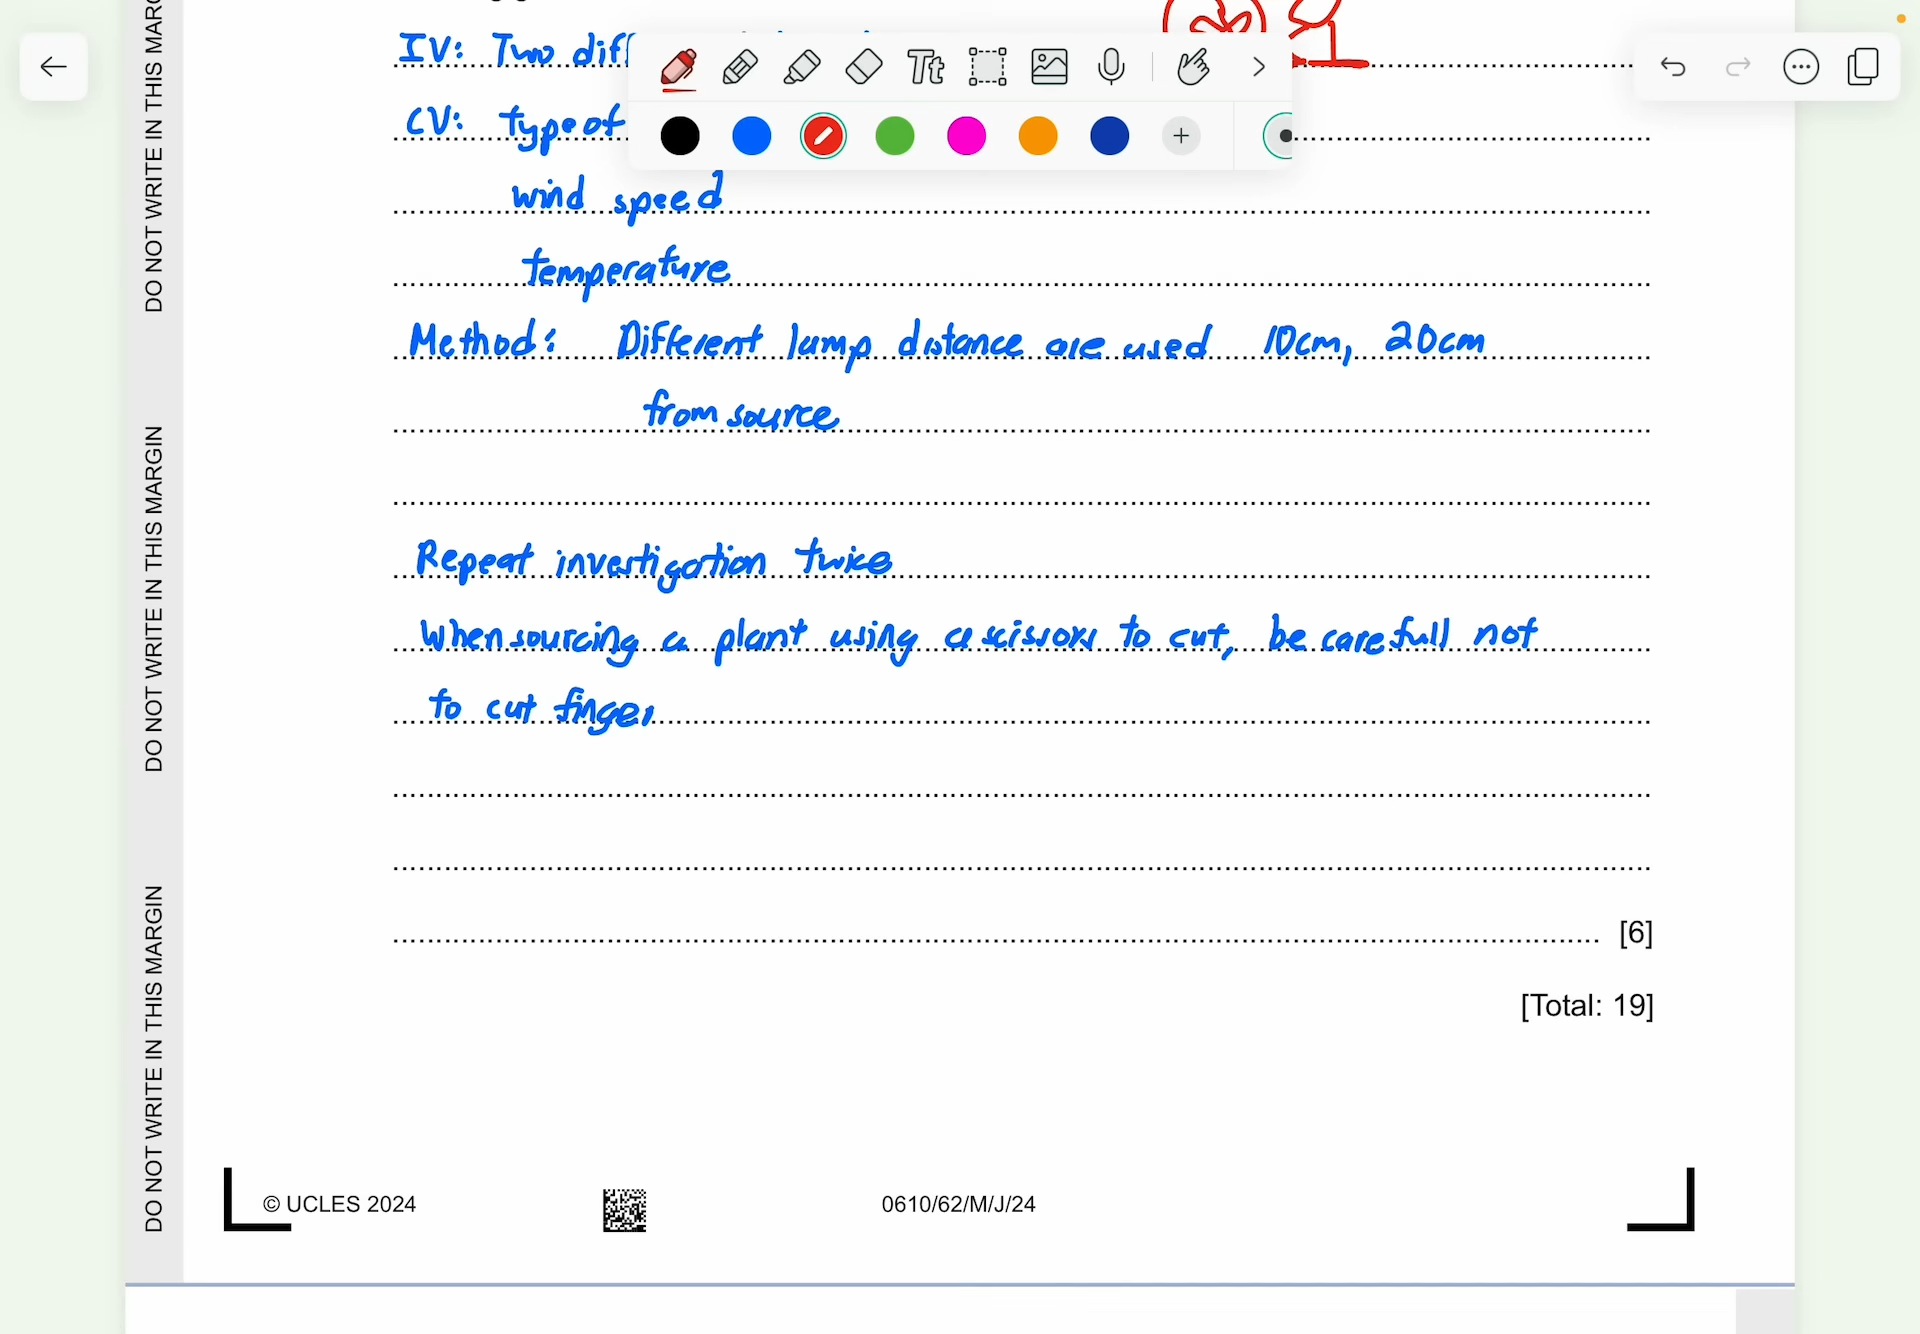 IV: Two diff
CV: type of
wind speed
temperature
Method: Different lamp distance are used 10cm, 20cm
from source
Repeat investigation twice
When sourcing a plant using a scissors to cut, be carefull not
to cut finger
[6]
[Total: 19]
© UCLES 2024
0610/62/M/J/24
DO NOT WRITE IN THIS MARGIN
DO NOT WRITE IN THIS MARGIN
DO NOT WRITE IN THIS MARGIN
Tt